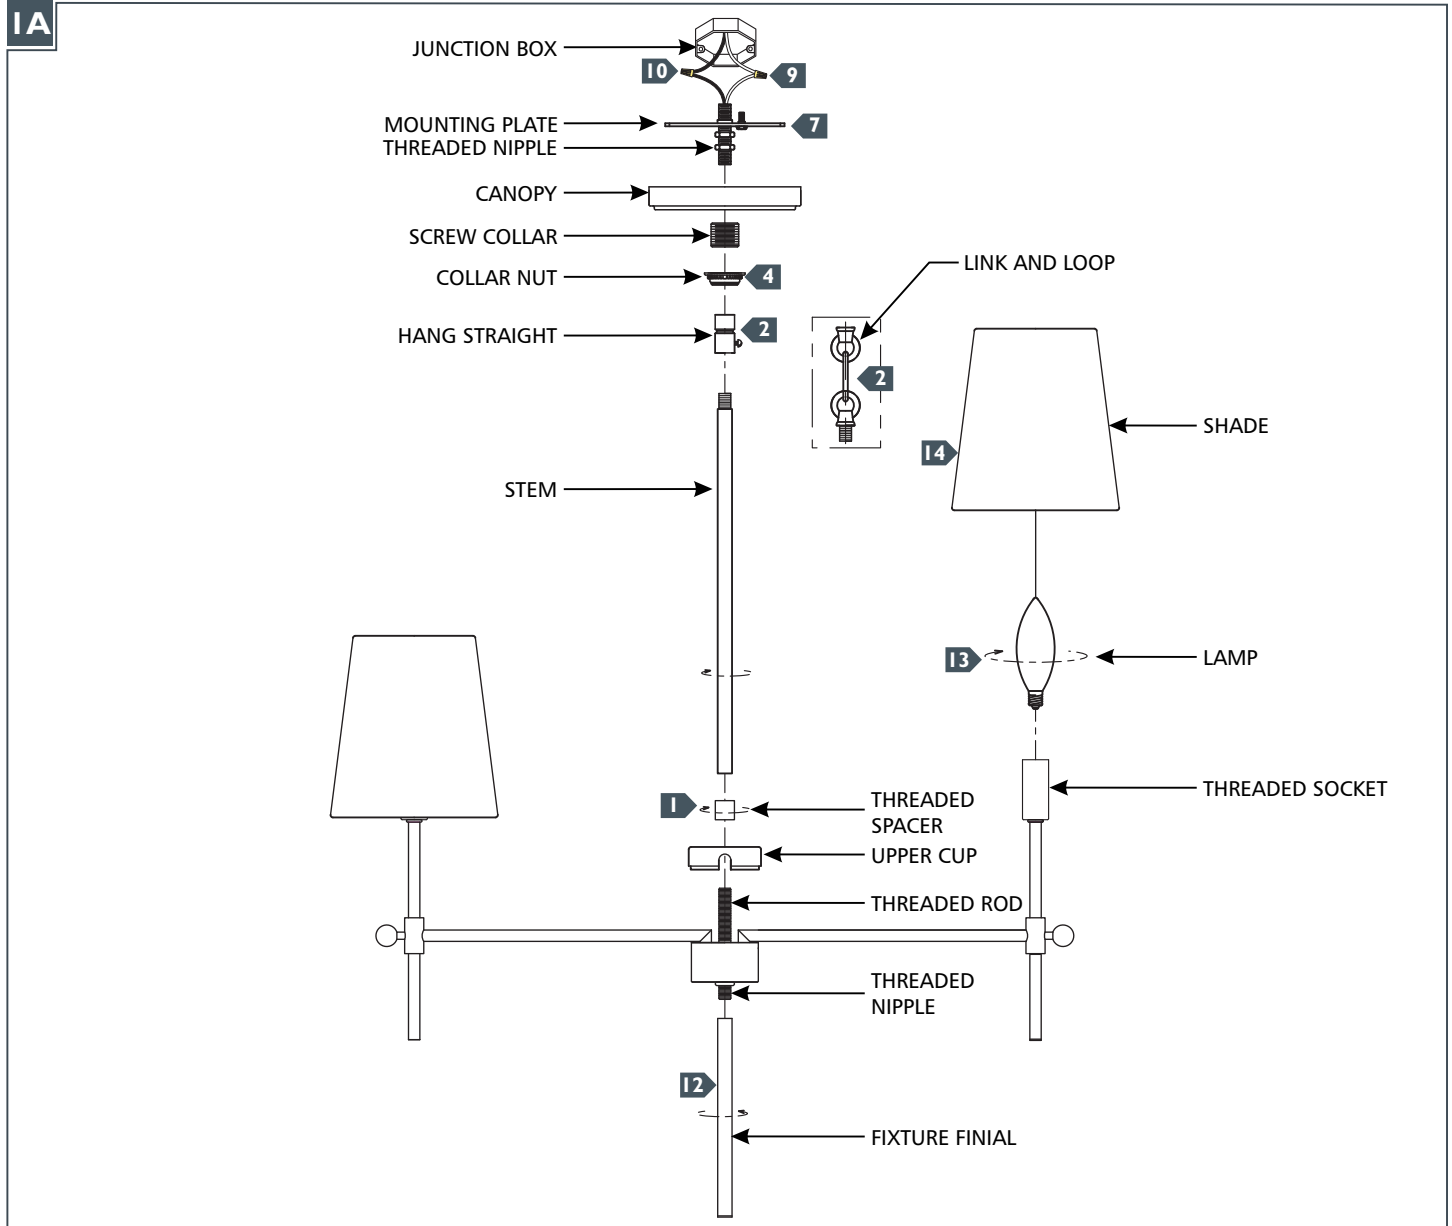 1A
JUNCTION BOX
10
9
MOUNTING PLATE
7
THREADED NIPPLE
CANOPY
SCREW COLLAR
COLLAR NUT
4
LINK AND LOOP
HANG STRAIGHT
2
2
SHADE
14
STEM
LAMP
13
THREADED SOCKET
1
THREADED
SPACER
UPPER CUP
THREADED ROD
THREADED
NIPPLE
12
FIXTURE FINIAL